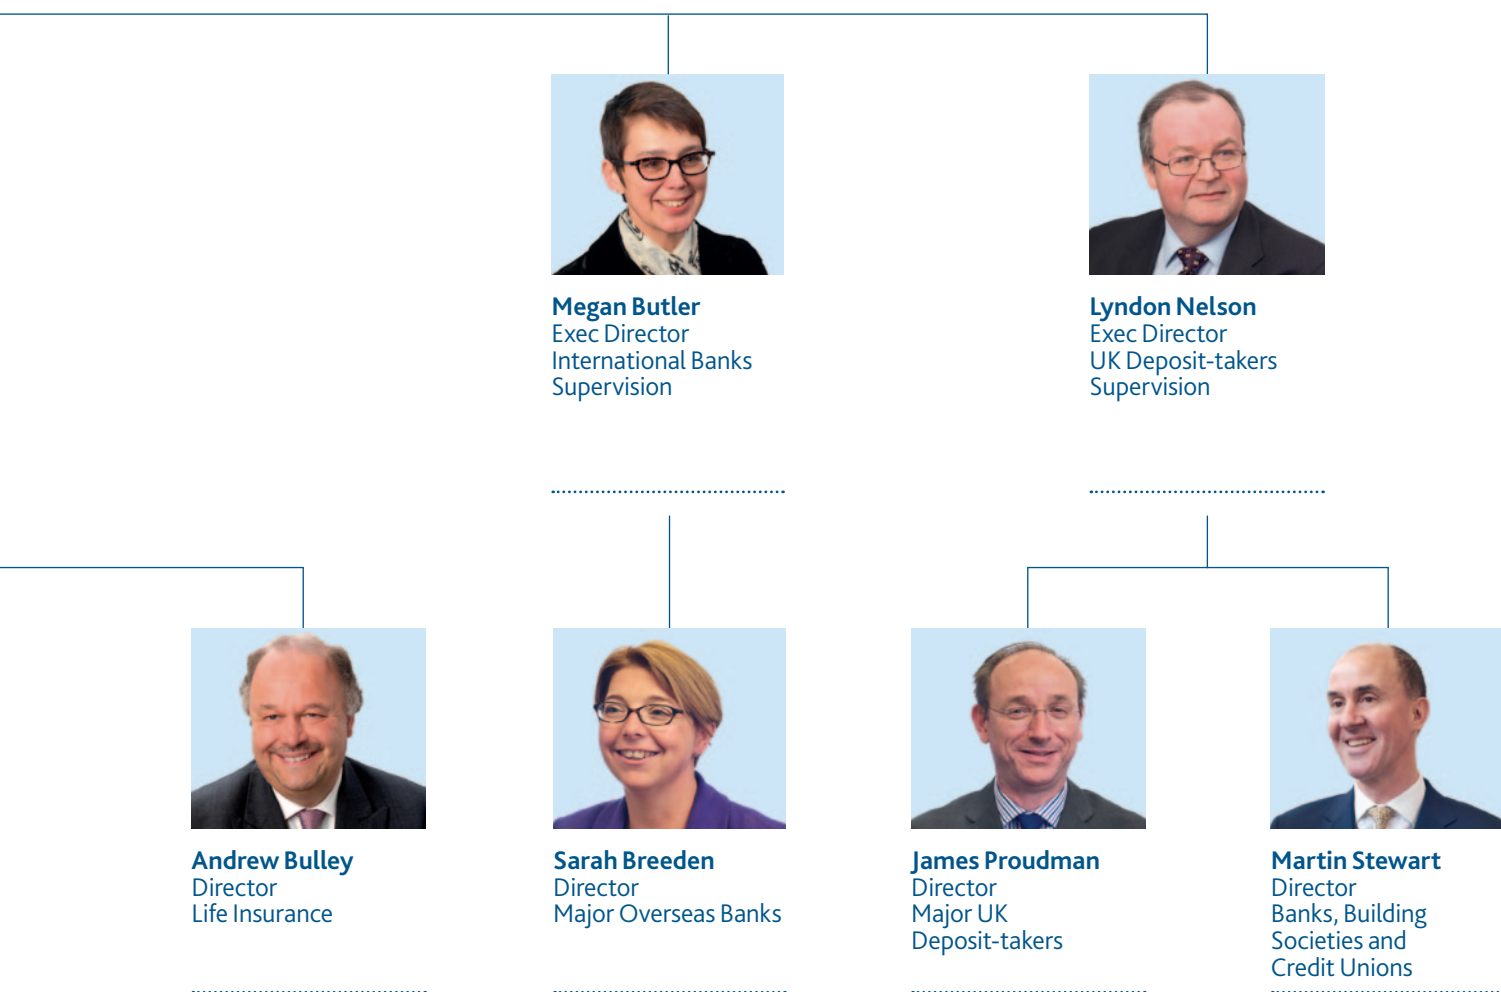 Megan Butler
Exec Director
International Banks
Supervision
Lyndon Nelson
Exec Director
UK Deposit-takers
Supervision
Andrew Bulley
Director
Life Insurance
Sarah Breeden
Director
Major Overseas Banks
James Proudman
Director
Major UK
Deposit-takers
Martin Stewart
Director
Banks, Building
Societies and
Credit Unions